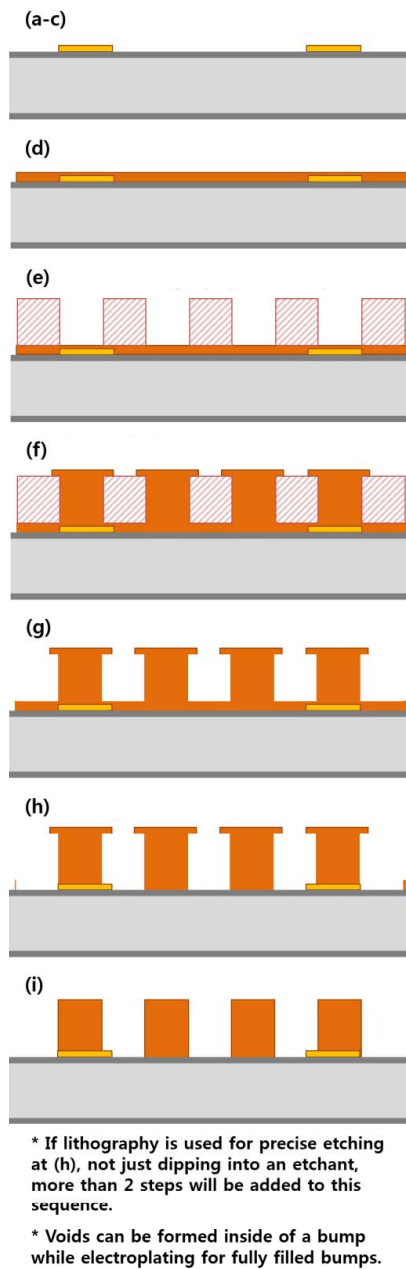 (a-c)
(d)
(e)
(f)
(g)
(h)
(i)
* If lithography is used for precise etching
at (h), not just dipping into an etchant,
more than 2 steps will be added to this
sequence.
* Voids can be formed inside of a bump
while electroplating for fully filled bumps.